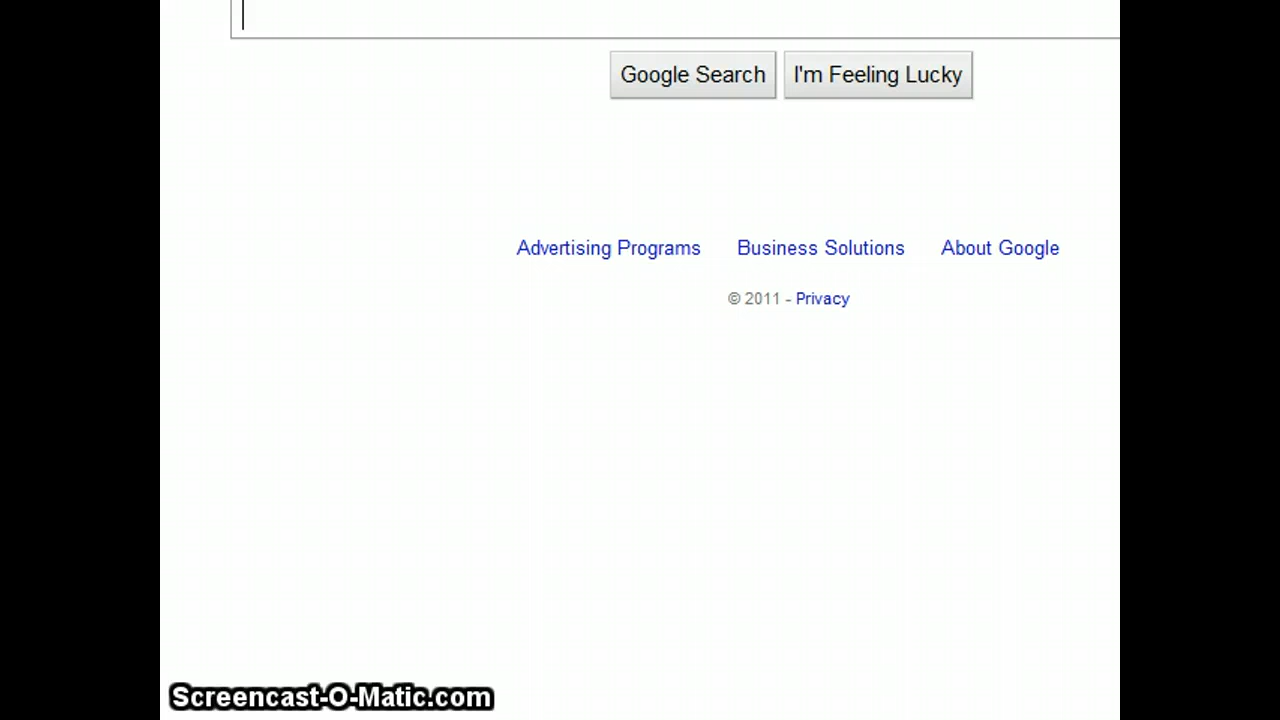 Google Search I'm Feeling Lucky
Advertising Programs Business Solutions About Google
© 2011 - Privacy
Screencast-O-Matic.com